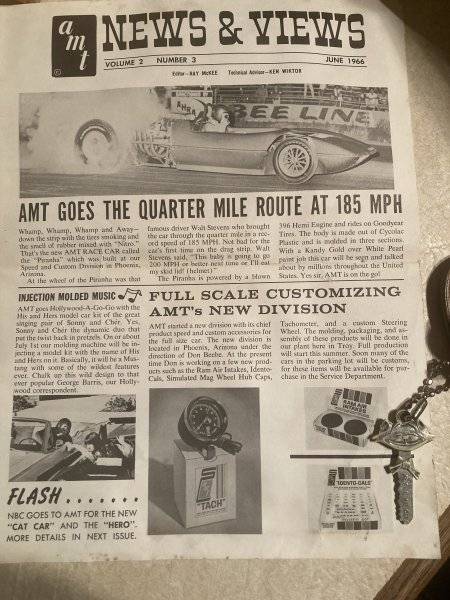 amt
NEWS & VIEWS
VOLUME 2 NUMBER 3 JUNE 1966
Editor—RAY McKEE Technical Advisor—KEN WIKTOR
AHRA
BEE LINE
AMT GOES THE QUARTER MILE ROUTE AT 185 MPH
Whamp, Whamp, Whamp and Away—
down the strip with the tires smoking and
the smell of rubber mixed with "Nitro."
That's the new AMT RACE CAR called
the "Piranha" which was built at our
Speed and Custom Division in Phoenix,
Arizona.
At the wheel of the Piranha was that
famous driver Walt Stevens who brought
the car through the quarter mile in a rec-
ord speed of 185 MPH. Not bad for the
car's first time on the drag strip. Walt
Stevens said, "This baby is going to go
200 MPH or better next time or I'll eat
my skid lid! (helmet)"
The Piranha is powered by a blown
396 Hemi Engine and rides on Goodyear
Tires. The body is made out of Cycolac
Plastic and is molded in three sections.
With a Kandy Gold over White Pearl
paint job this car will be seen and talked
about by millions throughout the United
States. Yes sir, AMT is on the go!
INJECTION MOLDED MUSIC
AMT goes Hollywood-A-Go-Go with the
His and Hers model car kit of the great
singing pair of Sonny and Chér. Yes,
Sonny and Chér the dynamic duo that
put the twist back in pretzels. On or about
July 1st our molding machine will be in-
jecting a model kit with the name of His
and Hers on it. Basically, it will be a Mus-
tang with some of the wildest features
ever. Chalk up this wild design to that
ever popular George Barris, our Holly-
wood correspondent.
FULL SCALE CUSTOMIZING
AMT's NEW DIVISION
AMT started a new division with its chief
product speed and custom accessories for
the full size car. The new division is
located in Phoenix, Arizona under the
direction of Don Beebe. At the present
time Don is working on a few new prod-
ucts such as the Ram Air Intakes, Idento-
Cals, Simulated Mag Wheel Hub Caps,
Tachometer, and a custom Steering
Wheel. The molding, packaging, and as-
sembly of these products will be done in
our plant here in Troy. Full production
will start this summer. Soon many of the
cars in the parking lot will be customs,
for these items will be available for pur-
chase in the Service Department.
"TACH"
RAM AIR
INTAKES
"IDENTO-CALS"
FLASH . . . . . . .
NBC GOES TO AMT FOR THE NEW
"CAT CAR" AND THE "HERO".
MORE DETAILS IN NEXT ISSUE.